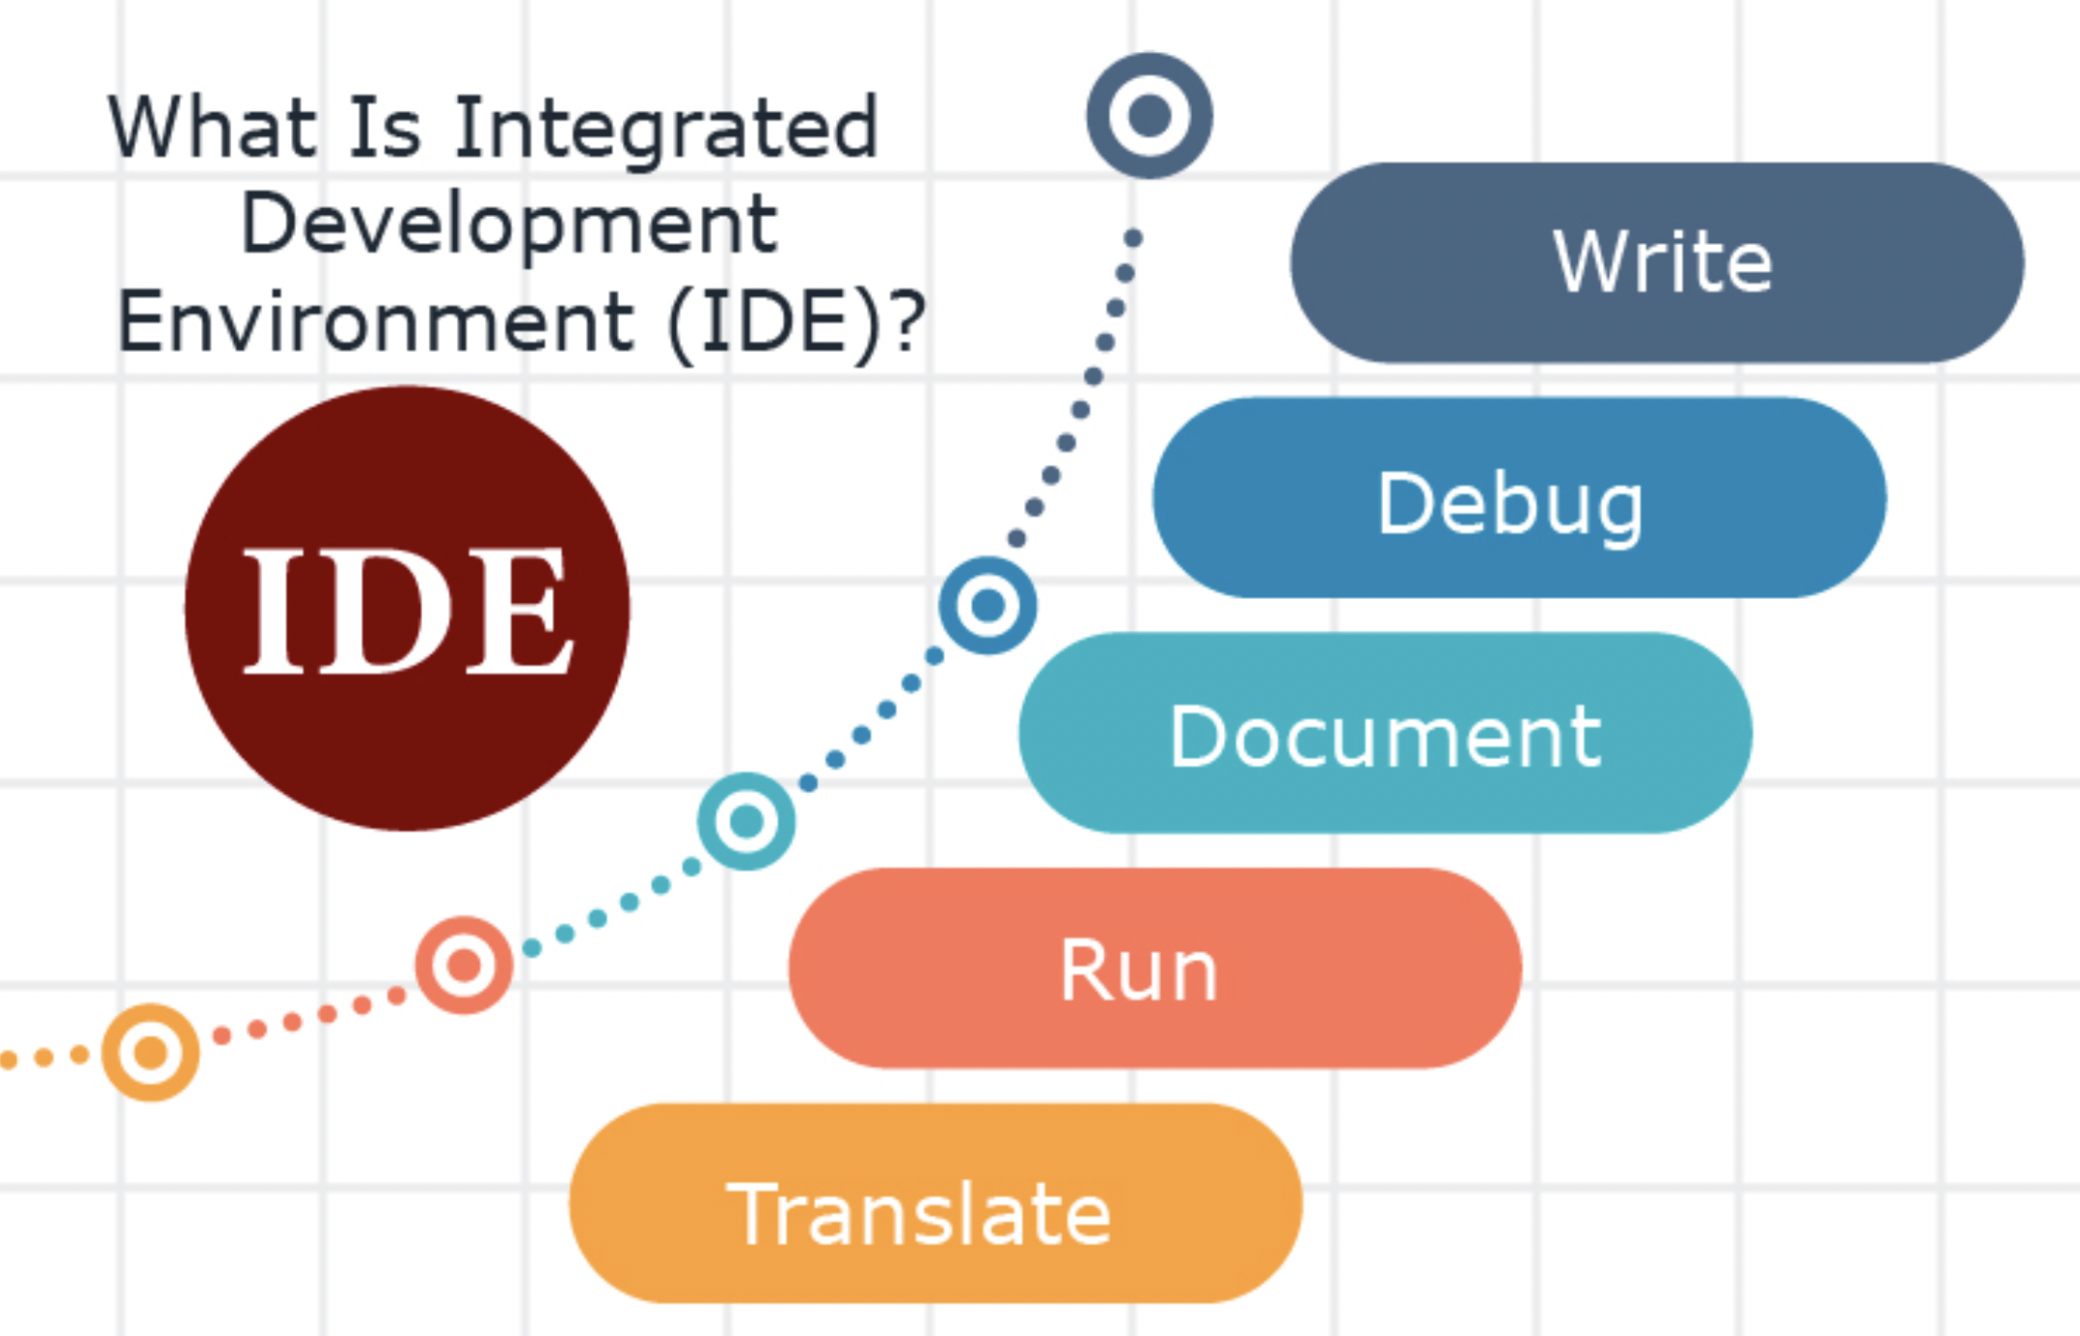 What Is Integrated
Development
Environment (IDE)?
IDE
Write
Debug
Document
Run
Translate